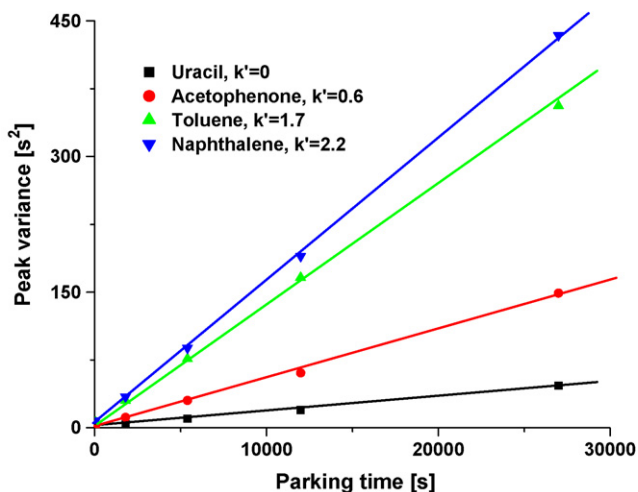 450
300
150
0
Peak variance [s²]
Uracil, k'=0
Acetophenone, k'=0.6
Toluene, k'=1.7
Naphthalene, k'=2.2
0
10000
20000
30000
Parking time [s]